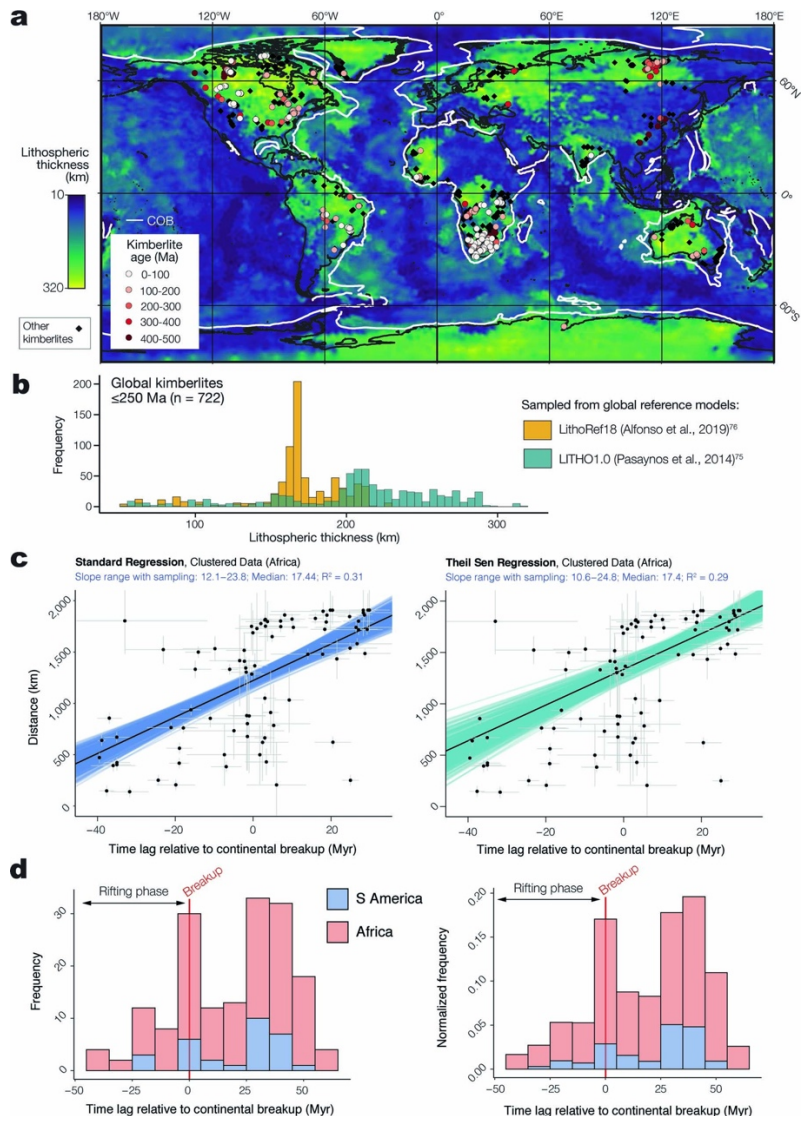 a
180°W 120°W 60°W 0° 60°E 120°E 180°E
60°N
Lithospheric
thickness
(km)
10
320
0°
COB
Kimberlite
age (Ma)
0-100
100-200
200-300
300-400
400-500
Other
kimberlites
60°S
b
Global kimberlites
≤250 Ma (n = 722)
Frequency
200
150
100
50
0
100 200 300
Lithospheric thickness (km)
Sampled from global reference models:
LithoRef18 (Alfonso et al., 2019)⁷⁶
LITHO1.0 (Pasaynos et al., 2014)⁷⁵
c
Standard Regression, Clustered Data (Africa)
Slope range with sampling: 12.1–23.8; Median: 17.44; R² = 0.31
Distance (km)
2,000
1,500
1,000
500
0
−40 −20 0 20
Time lag relative to continental breakup (Myr)
Theil Sen Regression, Clustered Data (Africa)
Slope range with sampling: 10.6–24.8; Median: 17.4; R² = 0.29
2,000
1,500
1,000
500
0
−40 −20 0 20
Time lag relative to continental breakup (Myr)
d
Rifting phase
Breakup
S America
Africa
Frequency
30
20
10
0
−50 −25 0 25 50
Time lag relative to continental breakup (Myr)
Rifting phase
Breakup
Normalized frequency
0.20
0.15
0.10
0.05
0.00
−50 −25 0 25 50
Time lag relative to continental breakup (Myr)